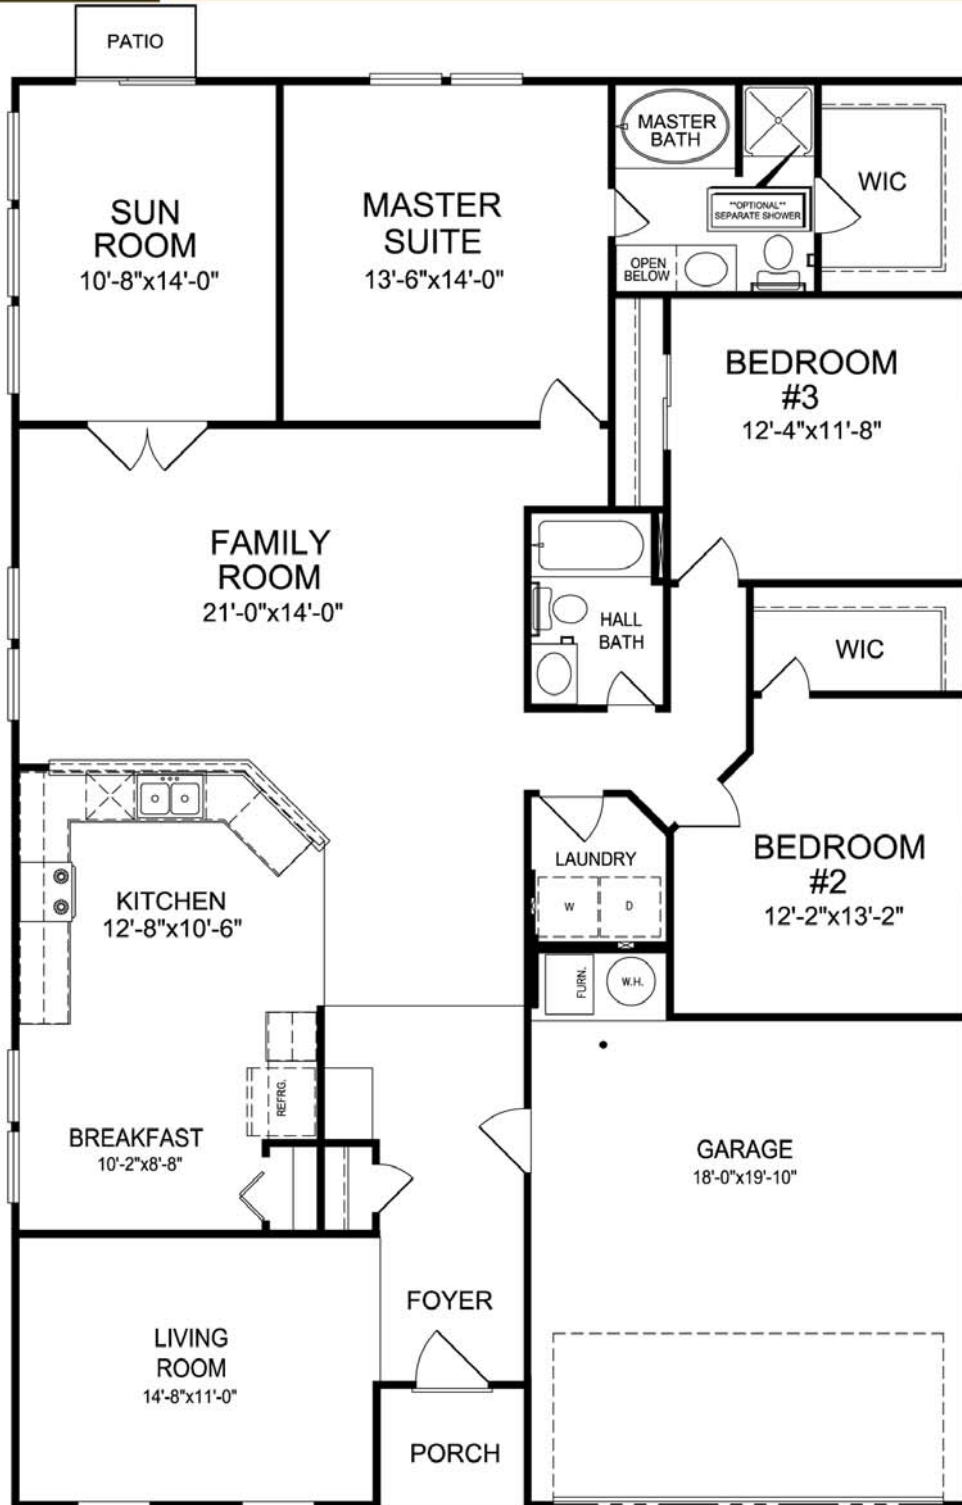 PATIO
SUN
ROOM
10'-8"x14'-0"
MASTER
SUITE
13'-6"x14'-0"
MASTER
BATH
**OPTIONAL**
SEPARATE SHOWER
OPEN
BELOW
WIC
BEDROOM
#3
12'-4"x11'-8"
FAMILY
ROOM
21'-0"x14'-0"
HALL
BATH
WIC
KITCHEN
12'-8"x10'-6"
LAUNDRY
W
D
BEDROOM
#2
12'-2"x13'-2"
FURN.
W.H.
REFRG.
BREAKFAST
10'-2"x8'-8"
GARAGE
18'-0"x19'-10"
FOYER
LIVING
ROOM
14'-8"x11'-0"
PORCH